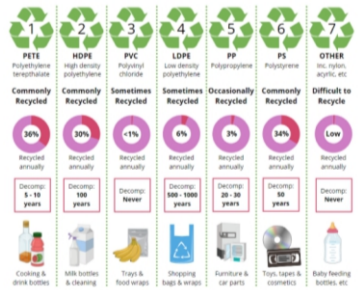 1
PETE
Polyethylene
terepthalate
Commonly
Recycled
36%
Recycled
annually
Decomp:
5 - 10
years
Cooking &
drink bottles
2
HDPE
High density
polyethylene
Commonly
Recycled
30%
Recycled
annually
Decomp:
100
years
Milk bottles
& cleaning
3
PVC
Polyvinyl
chloride
Sometimes
Recycled
<1%
Recycled
annually
Decomp:
Never
Trays &
food wraps
4
LDPE
Low density
polyethylene
Sometimes
Recycled
6%
Recycled
annually
Decomp:
500 - 1000
years
Shopping
bags & wraps
5
PP
Polypropylene
Occasionally
Recycled
3%
Recycled
annually
Decomp:
20 - 30
years
Furniture &
car parts
6
PS
Polystyrene
Commonly
Recycled
34%
Recycled
annually
Decomp:
50
years
Toys, tapes &
cosmetics
7
OTHER
Inc. nylon,
acyrlic, etc
Difficult to
Recycle
Low
Recycled
annually
Decomp:
Never
Baby feeding
bottles, etc